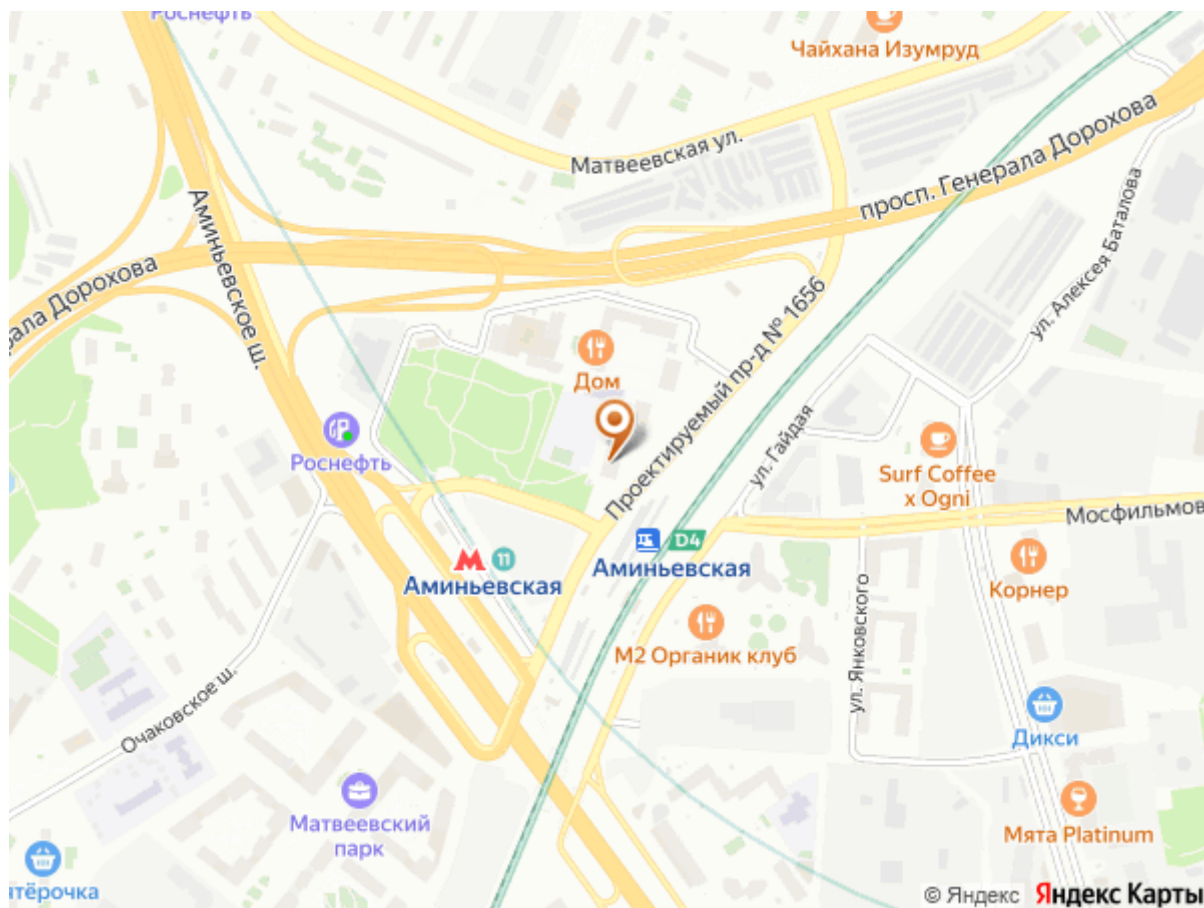 Роснефть
Чайхана Изумруд
Матвеевская ул.
просп. Генерала Дорохова
Аминьевское ш.
рала Дорохова
ул. Алексея Баталова
Проектируемый пр-д № 1656
Дом
Роснефть
ул. Гайдая
Surf Coffee
x Ogni
Мосфильмов
М 11
Аминьевская
D4
Аминьевская
Корнер
М2 Органик клуб
ул. Янковского
Очаковское ш.
Дикси
Матвеевский
парк
Мята Platinum
тёрочка
© Яндекс Яндекс Карты